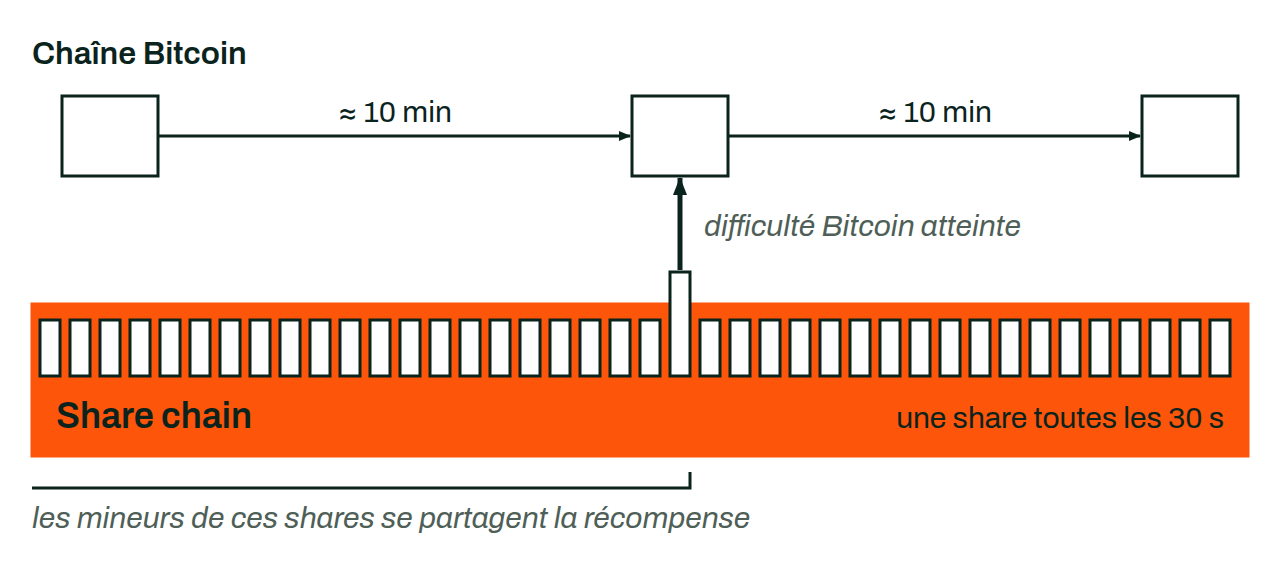 Chaîne Bitcoin
≈ 10 min
≈ 10 min
difficulté Bitcoin atteinte
Share chain
une share toutes les 30 s
les mineurs de ces shares se partagent la récompense